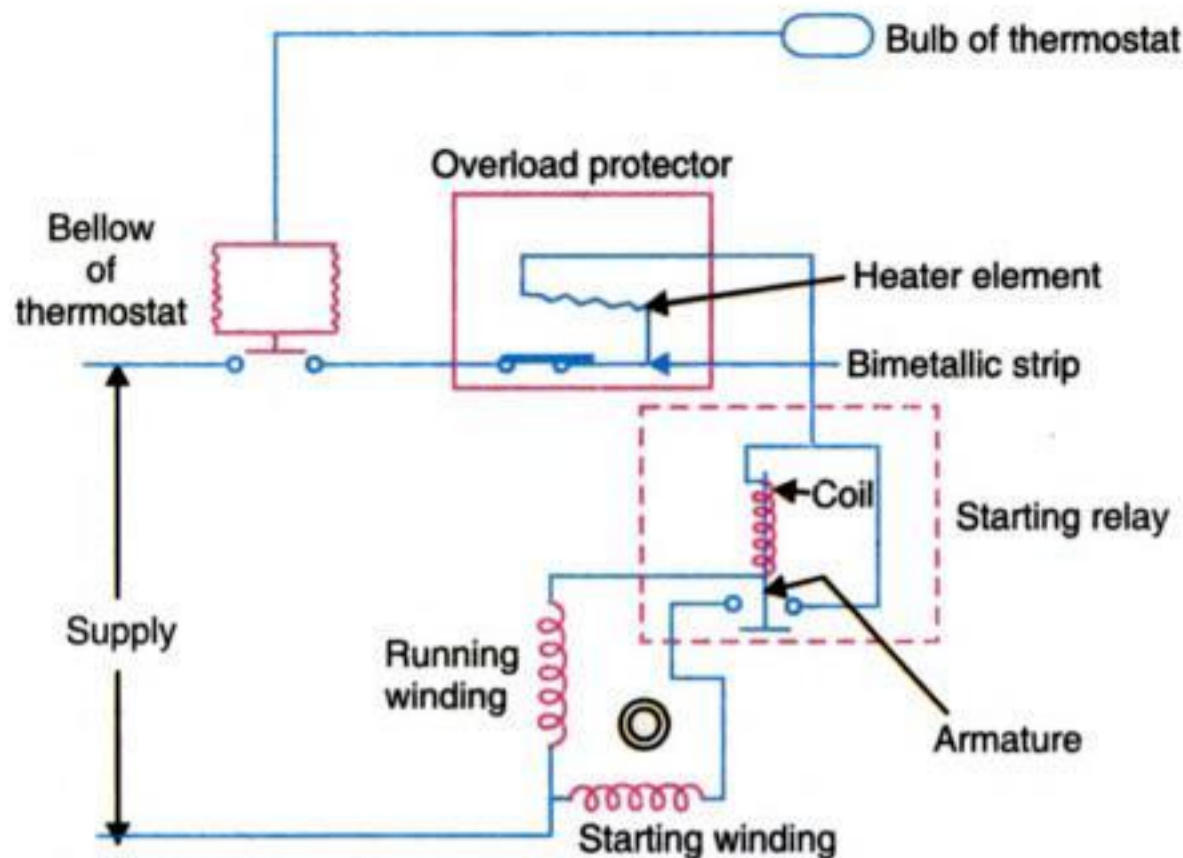 Bulb of thermostat
Overload protector
Bellow
of
thermostat
Heater element
Bimetallic strip
Coil
Starting relay
Supply
Running
winding
Armature
Starting winding